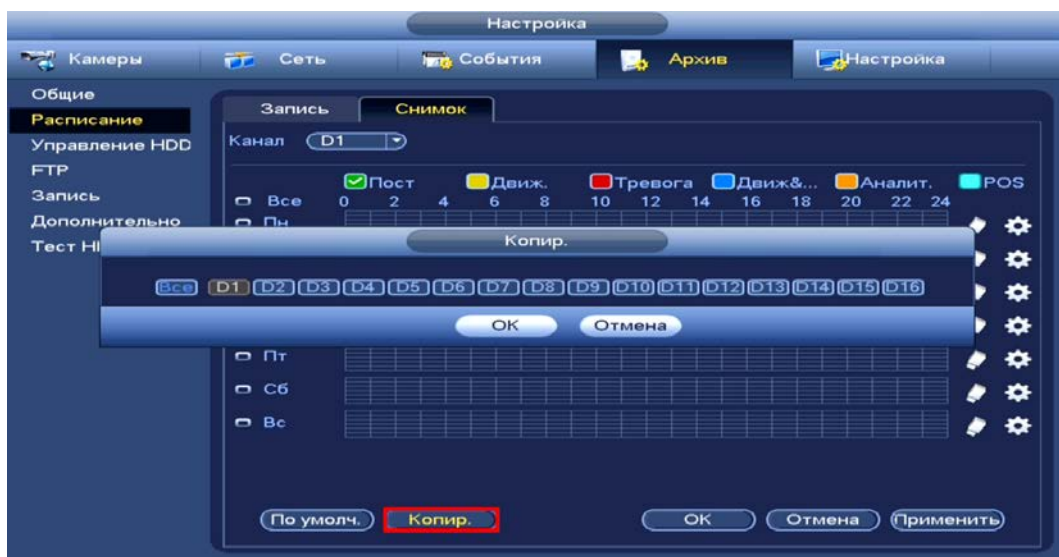 Настройка
Камеры Сеть События Архив Настройка
Общие
Расписание
Управление HDD
FTP
Запись
Дополнительно
Тест
Запись Снимок
Канал D1
Пост Движ. Тревога Движ&... Аналит. POS
Все 0 2 4 6 8 10 12 14 16 18 20 22 24
Пн
Копир.
Все D1 D2 D3 D4 D5 D6 D7 D8 D9 D10 D11 D12 D13 D14 D15 D16
ОК Отмена
Пт
Сб
Вс
По умолч. Копир. ОК Отмена Применить